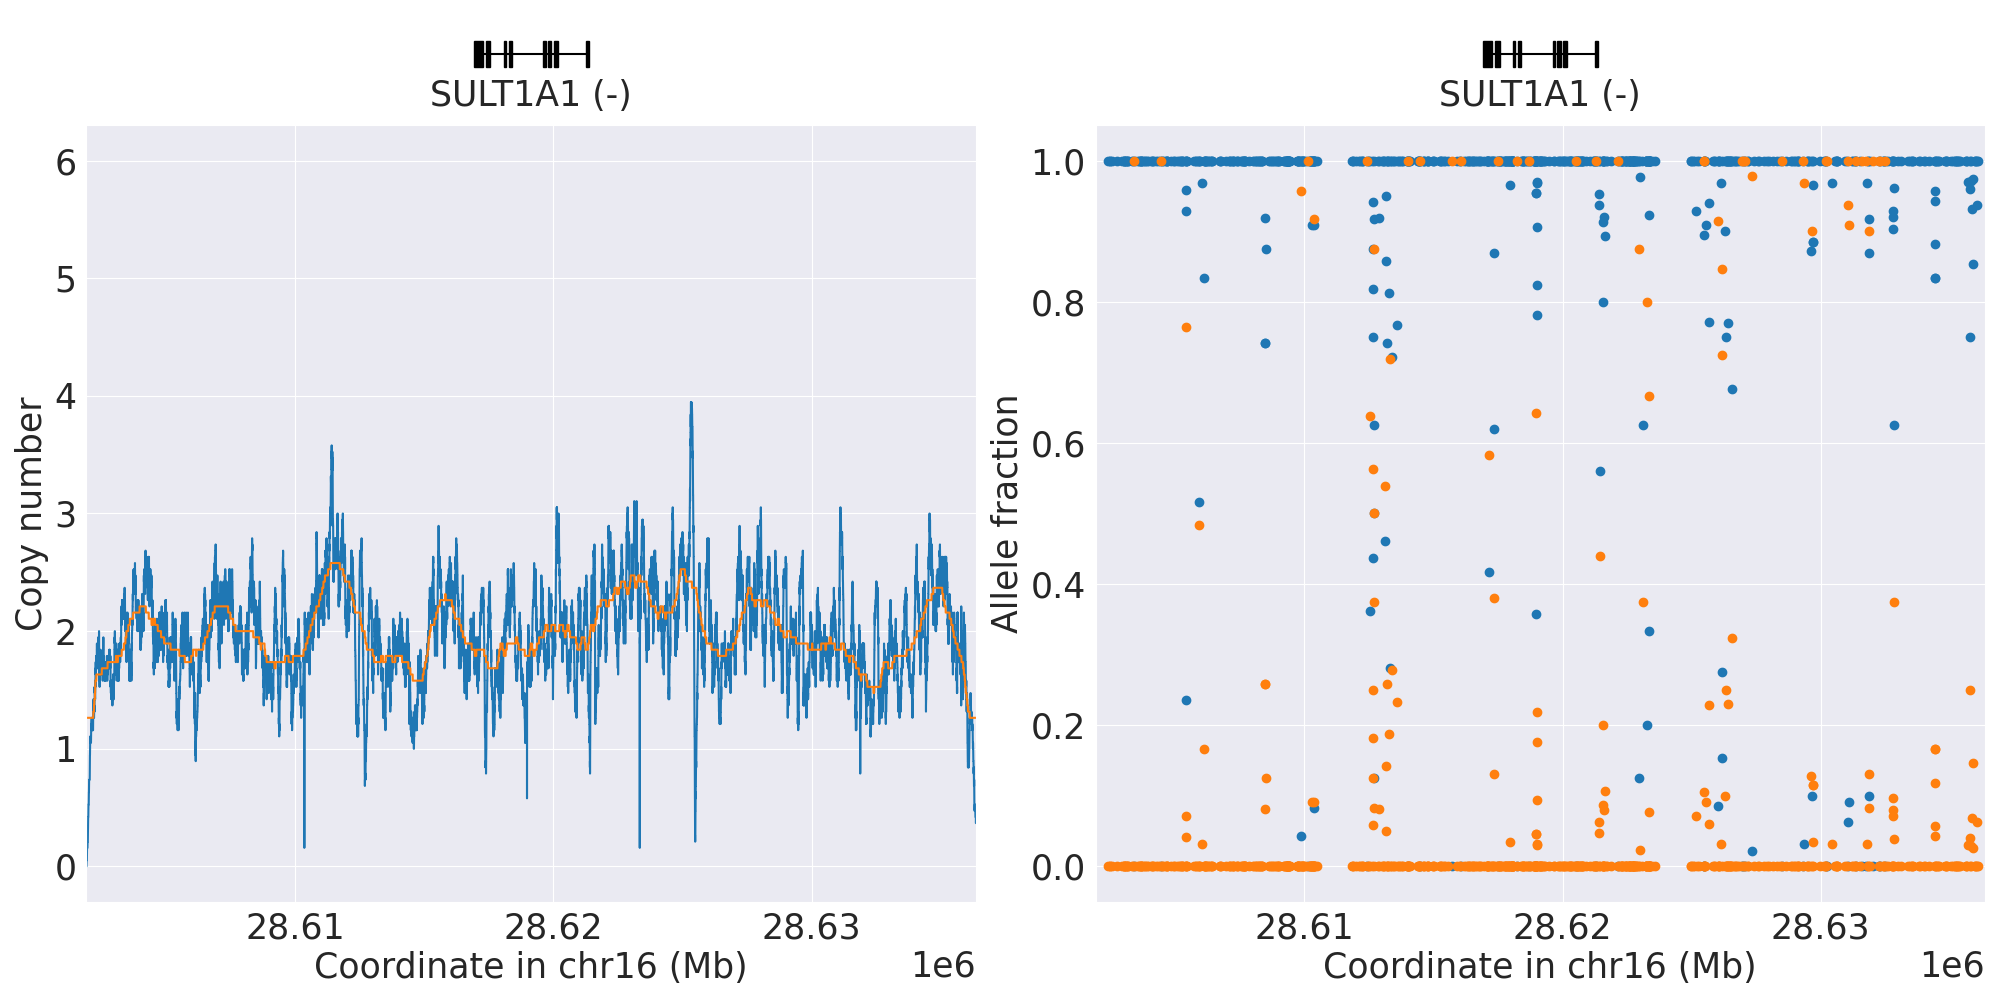 SULT1A1 (-)
Copy number
6
5
4
3
2
1
0
28.61
28.62
28.63
Coordinate in chr16 (Mb)
1e6
SULT1A1 (-)
Allele fraction
1.0
0.8
0.6
0.4
0.2
0.0
28.61
28.62
28.63
Coordinate in chr16 (Mb)
1e6